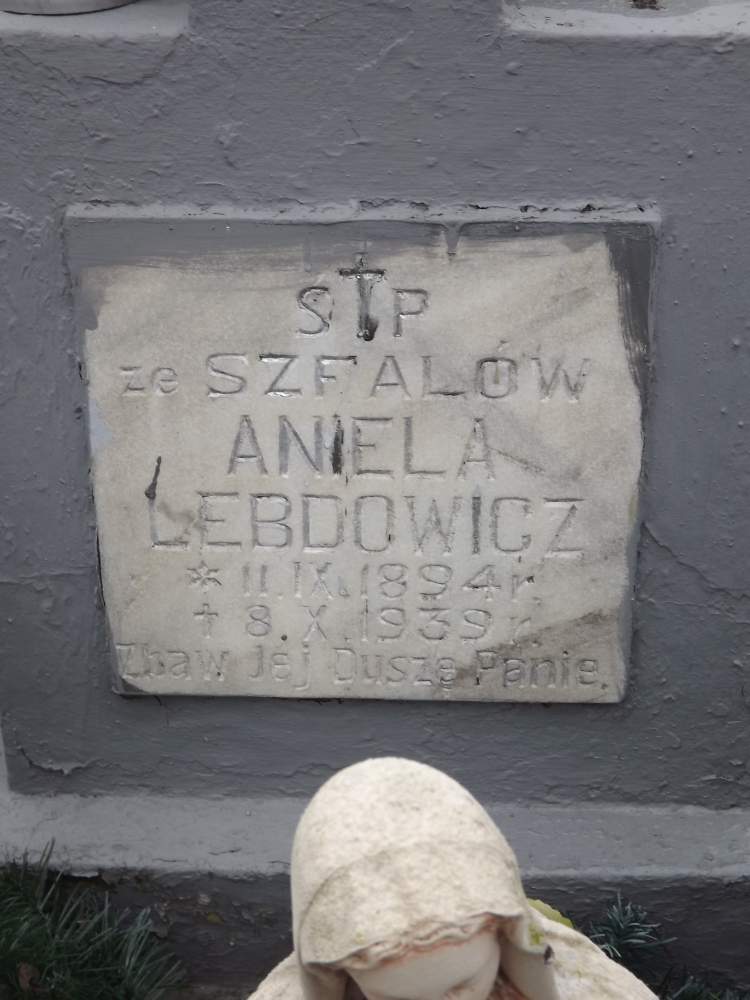 Ś†P
ze SZFALÓW
ANIELA
LEBDOWICZ
* 11.IX.1894 r.
† 8.X.1939 r.
Zbaw Jej Duszę Panie.